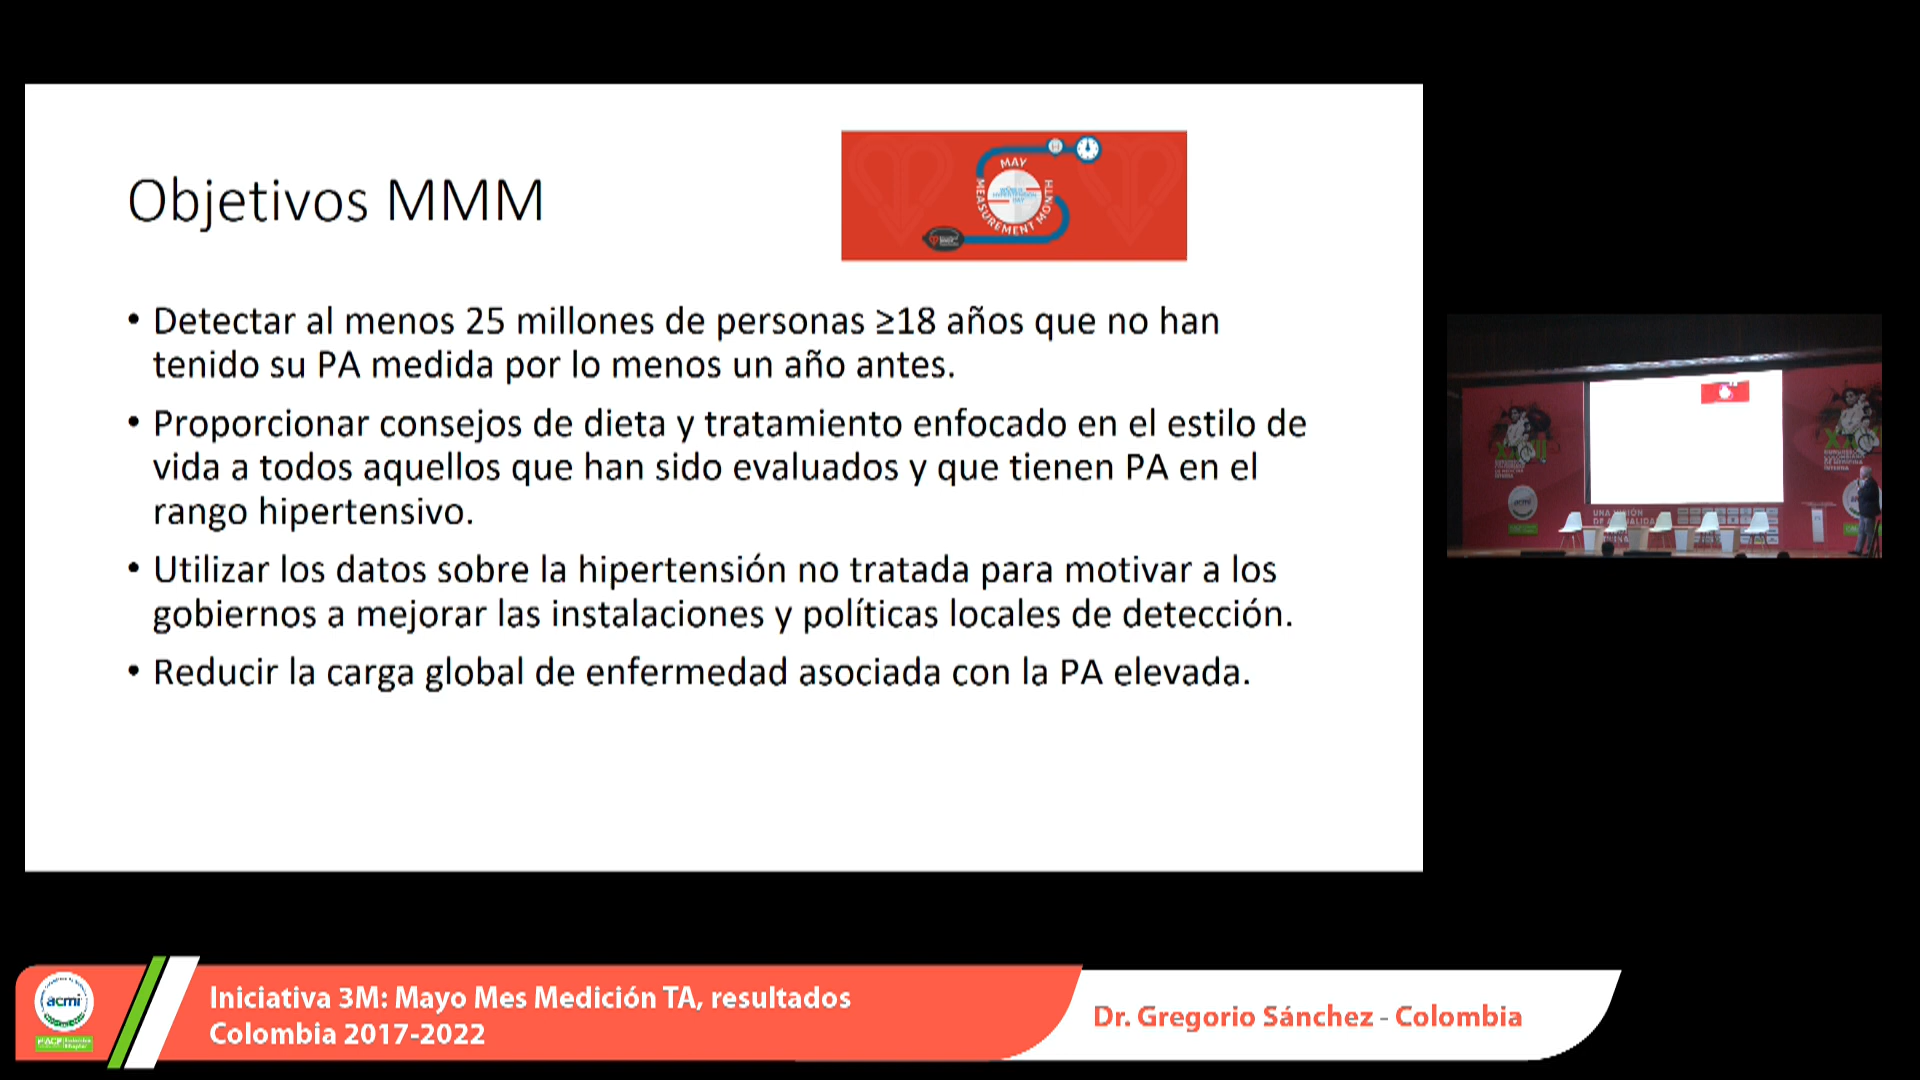 Objetivos MMM
MAY
MEASUREMENT MONTH
• Detectar al menos 25 millones de personas ≥18 años que no han
tenido su PA medida por lo menos un año antes.
• Proporcionar consejos de dieta y tratamiento enfocado en el estilo de
vida a todos aquellos que han sido evaluados y que tienen PA en el
rango hipertensivo.
• Utilizar los datos sobre la hipertensión no tratada para motivar a los
gobiernos a mejorar las instalaciones y políticas locales de detección.
• Reducir la carga global de enfermedad asociada con la PA elevada.
acmi
Iniciativa 3M: Mayo Mes Medición TA, resultados
Colombia 2017-2022
Dr. Gregorio Sánchez - Colombia